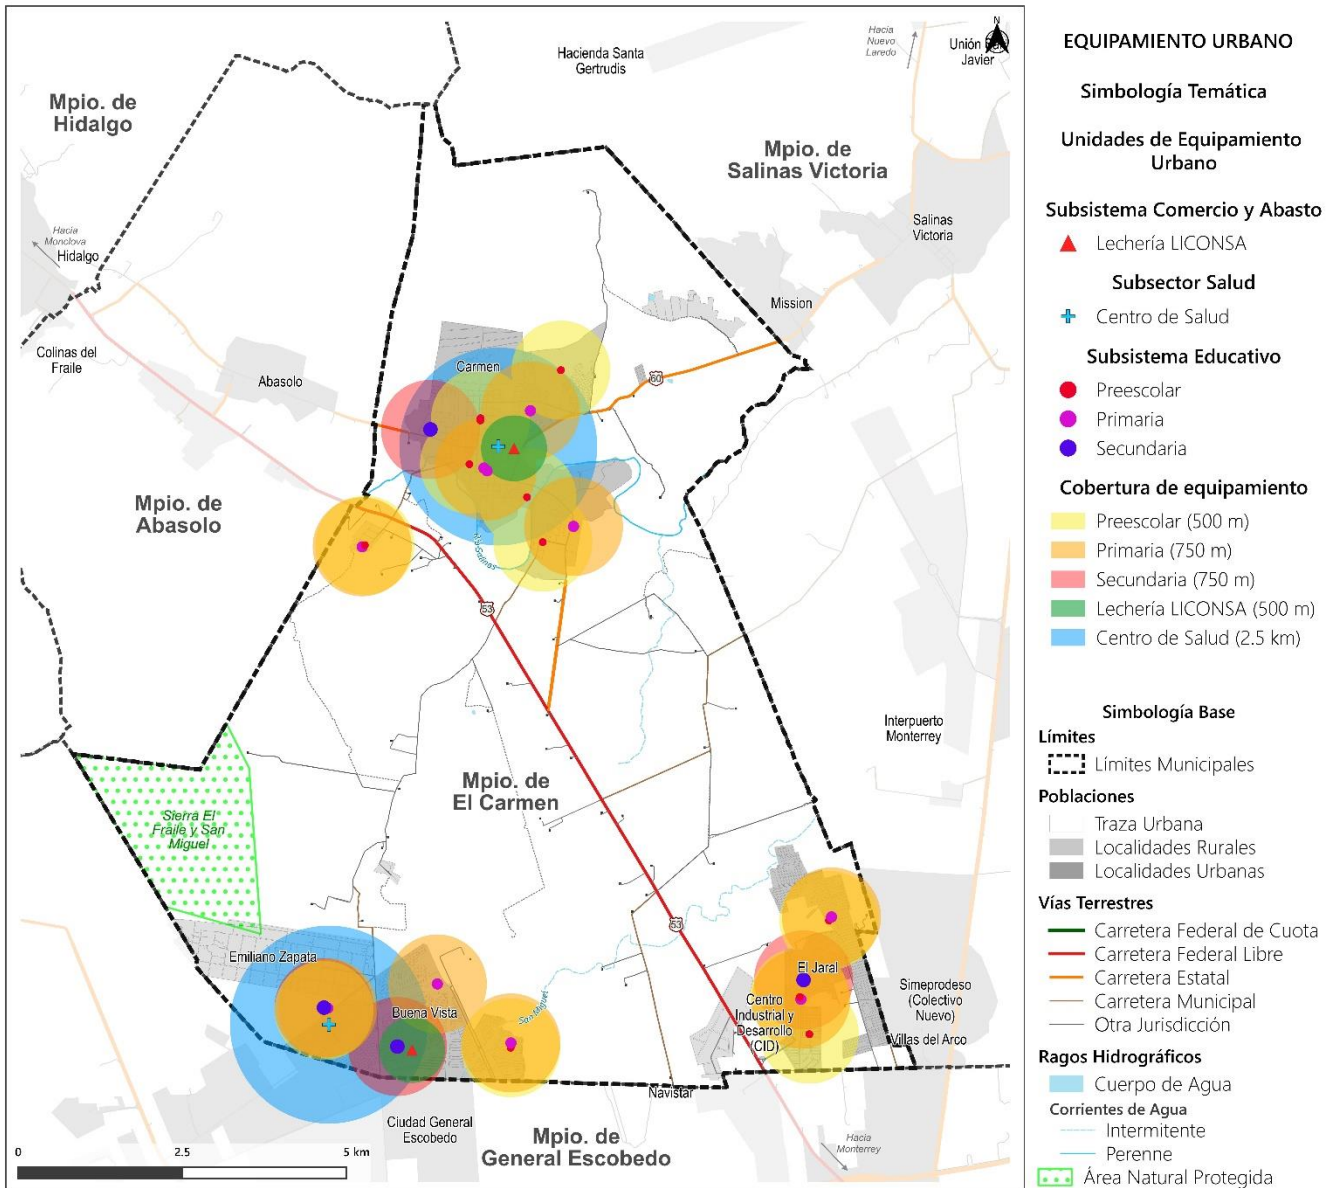 Mpio. de
Hidalgo
Hacienda Santa
Gertrudis
Hacia
Nuevo
Laredo
N
Unión
Javier
Mpio. de
Salinas Victoria
Salinas
Victoria
Hacia
Monclova
Hidalgo
Mission
Colinas del
Fraile
Abasolo
Carmen
60
Mpio. de
Abasolo
Salinas
53
Interpuerto
Monterrey
Mpio. de
El Carmen
Sierra El
Fraile y San
Miguel
53
Emiliano Zapata
Buena Vista
San Miguel
El Jaral
Centro
Industrial y
Desarrollo
(CID)
Simeprodeso
(Colectivo
Nuevo)
Villas del Arco
Navistar
Ciudad General
Escobedo
Mpio. de
General Escobedo
Hacia
Monterrey
0
2.5
5 km
EQUIPAMIENTO URBANO
Simbología Temática
Unidades de Equipamiento
Urbano
Subsistema Comercio y Abasto
Lechería LICONSA
Subsector Salud
Centro de Salud
Subsistema Educativo
Preescolar
Primaria
Secundaria
Cobertura de equipamiento
Preescolar (500 m)
Primaria (750 m)
Secundaria (750 m)
Lechería LICONSA (500 m)
Centro de Salud (2.5 km)
Simbología Base
Límites
Límites Municipales
Poblaciones
Traza Urbana
Localidades Rurales
Localidades Urbanas
Vías Terrestres
Carretera Federal de Cuota
Carretera Federal Libre
Carretera Estatal
Carretera Municipal
Otra Jurisdicción
Ragos Hidrográficos
Cuerpo de Agua
Corrientes de Agua
Intermitente
Perenne
Área Natural Protegida